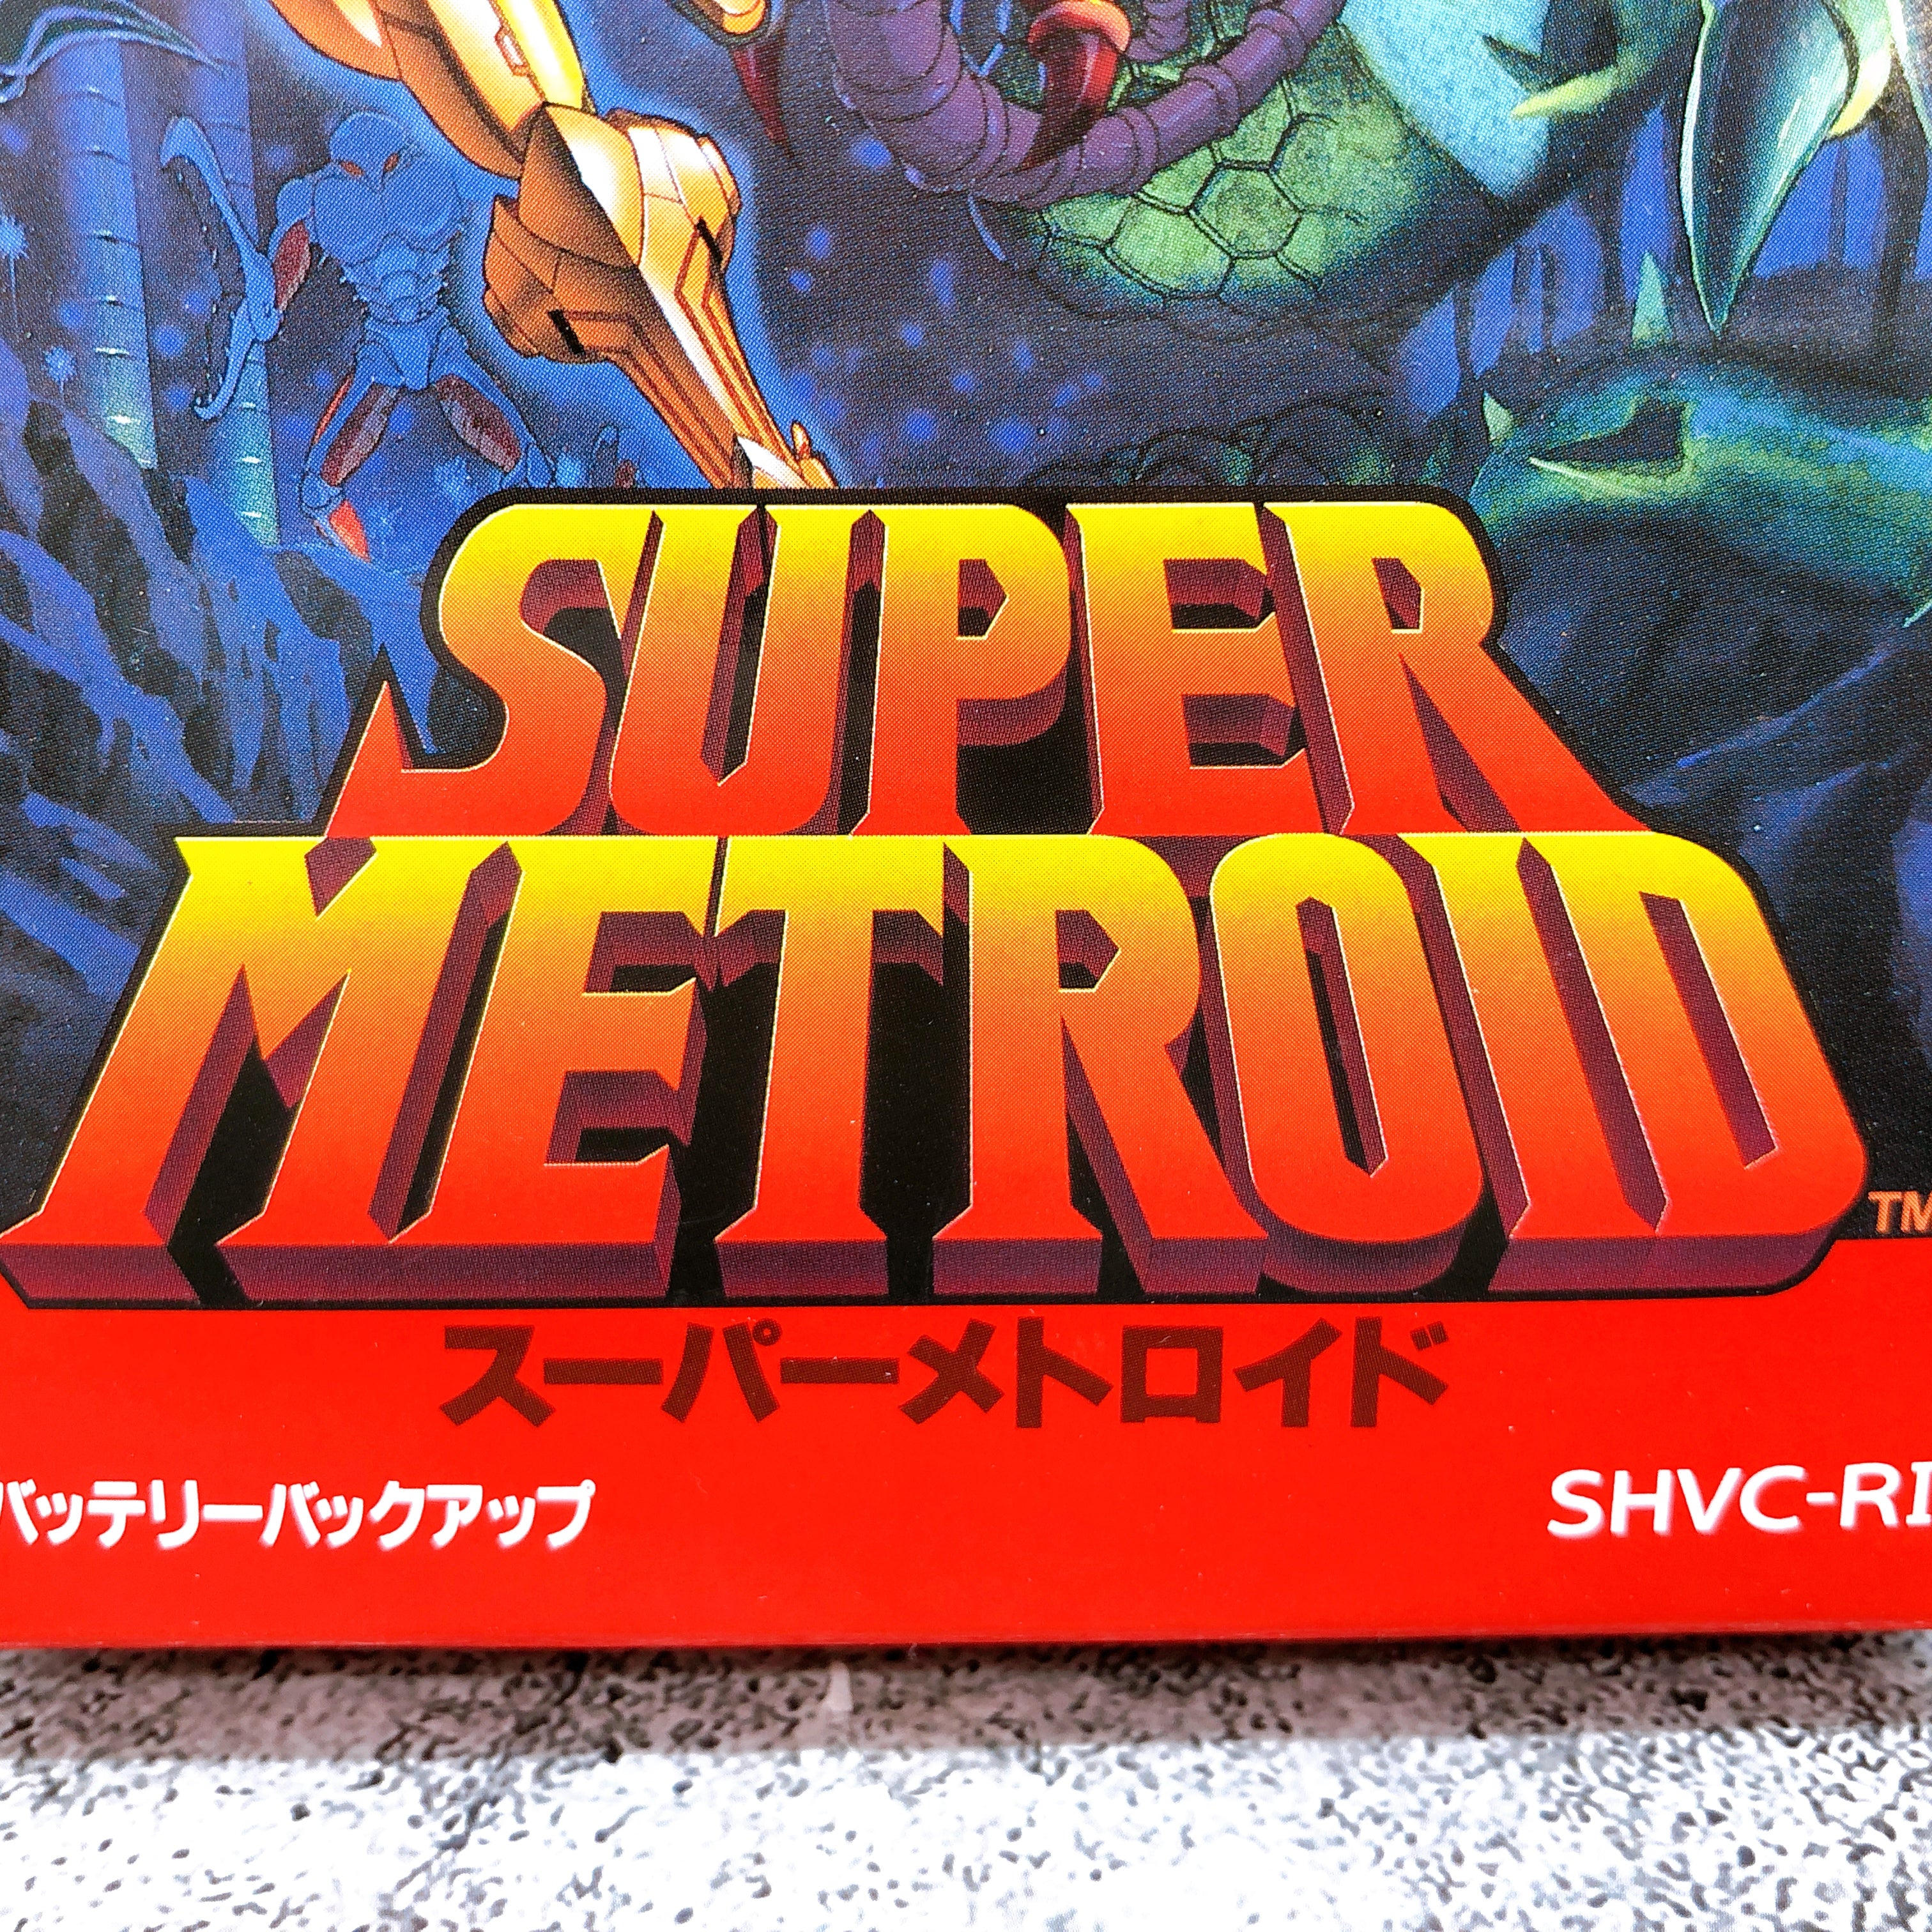 SUPER
METROID
TM
スーパーメトロイド
バッテリーバックアップ
SHVC-RI